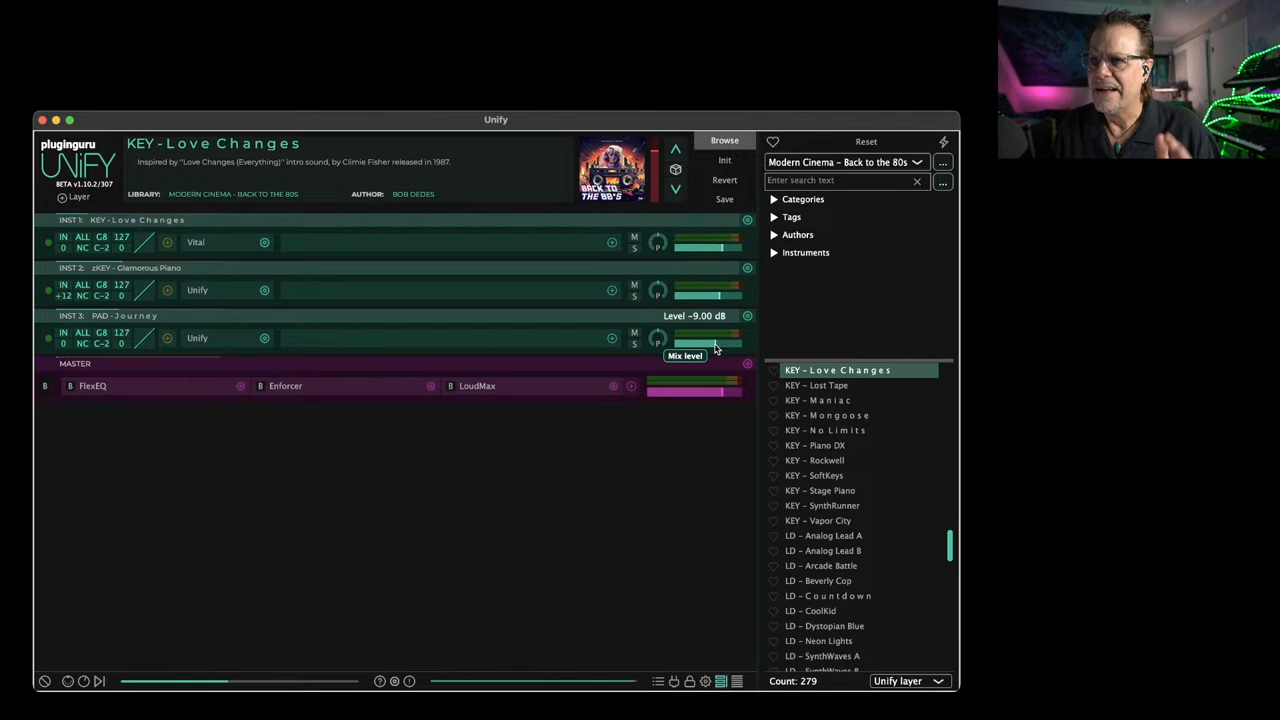 Unify
pluginguru
UNiFY
BETA v1.10.2/307
Layer
KEY - Love Changes
Inspired by "Love Changes (Everything)" intro sound, by Climie Fisher released in 1987.
LIBRARY: MODERN CINEMA - BACK TO THE 80S AUTHOR: BOB DEDES
BACK TO THE 80'S
Browse
Init
Revert
Save
INST 1: KEY - Love Changes
IN ALL G8 127
0 NC C-2 0
Vital
M
S
P
INST 2: zKEY - Glamorous Piano
IN ALL G8 127
+12 NC C-2 0
Unify
M
S
P
INST 3: PAD - Journey
Level -9.00 dB
IN ALL G8 127
0 NC C-2 0
Unify
M
S
P
Mix level
MASTER
B B FlexEQ B Enforcer LoudMax
Reset
Modern Cinema - Back to the 80s ...
Enter search text ...
Categories
Tags
Authors
Instruments
KEY - Love Changes
KEY - Lost Tape
KEY - Maniac
KEY - Mongoose
KEY - No Limits
KEY - Piano DX
KEY - Rockwell
KEY - SoftKeys
KEY - Stage Piano
KEY - SynthRunner
KEY - Vapor City
LD - Analog Lead A
LD - Analog Lead B
LD - Arcade Battle
LD - Beverly Cop
LD - Countdown
LD - CoolKid
LD - Dystopian Blue
LD - Neon Lights
LD - SynthWaves A
LD - SynthWaves B
Count: 279 Unify layer